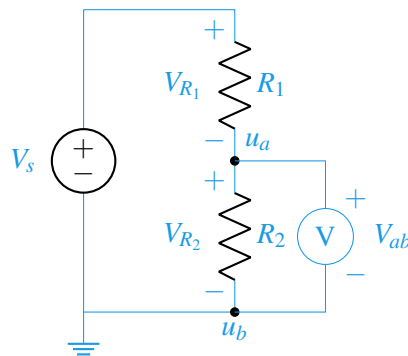 +
V_{R_1} R_1
− u_a
V_s + − + +
V_{R_2} R_2 V V_{ab}
− −
u_b